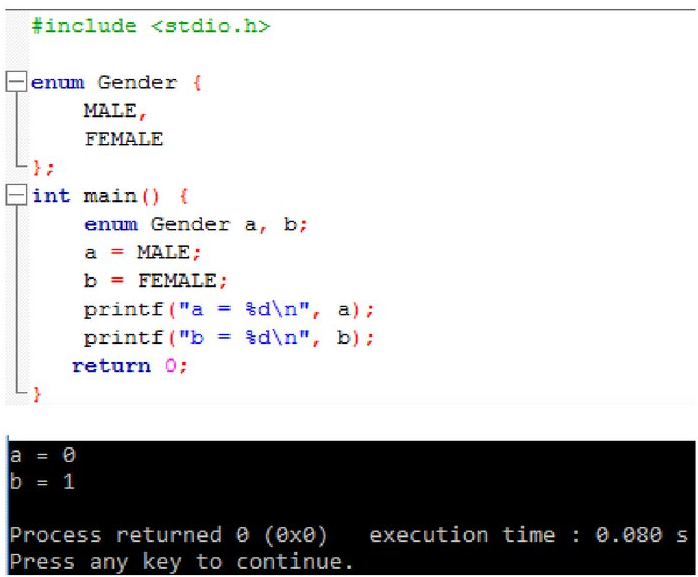 #include <stdio.h>
enum Gender {
MALE,
FEMALE
};
int main() {
enum Gender a, b;
a = MALE;
b = FEMALE;
printf("a = %d\n", a);
printf("b = %d\n", b);
return 0;
}
a = 0
b = 1
Process returned 0 (0x0)   execution time : 0.080 s
Press any key to continue.